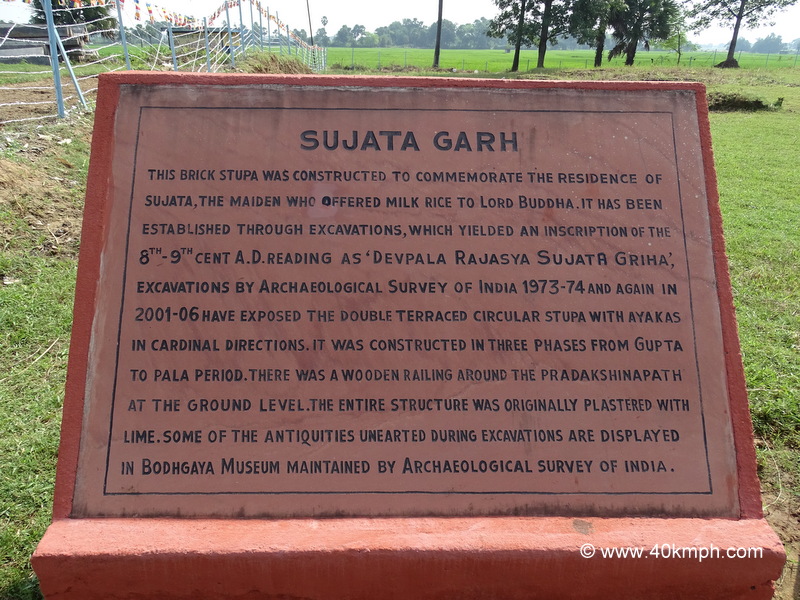 SUJATA GARH
THIS BRICK STUPA WAS CONSTRUCTED TO COMMEMORATE THE RESIDENCE OF
SUJATA, THE MAIDEN WHO OFFERED MILK RICE TO LORD BUDDHA. IT HAS BEEN
ESTABLISHED THROUGH EXCAVATIONS, WHICH YIELDED AN INSCRIPTION OF THE
8TH-9TH CENT A.D. READING AS 'DEVPALA RAJASYA SUJATA GRIHA',
EXCAVATIONS BY ARCHAEOLOGICAL SURVEY OF INDIA 1973-74 AND AGAIN IN
2001-06 HAVE EXPOSED THE DOUBLE TERRACED CIRCULAR STUPA WITH AYAKAS
IN CARDINAL DIRECTIONS. IT WAS CONSTRUCTED IN THREE PHASES FROM GUPTA
TO PALA PERIOD. THERE WAS A WOODEN RAILING AROUND THE PRADAKSHINAPATH
AT THE GROUND LEVEL. THE ENTIRE STRUCTURE WAS ORIGINALLY PLASTERED WITH
LIME. SOME OF THE ANTIQUITIES UNEARTED DURING EXCAVATIONS ARE DISPLAYED
IN BODHGAYA MUSEUM MAINTAINED BY ARCHAEOLOGICAL SURVEY OF INDIA.
© www.40kmph.com